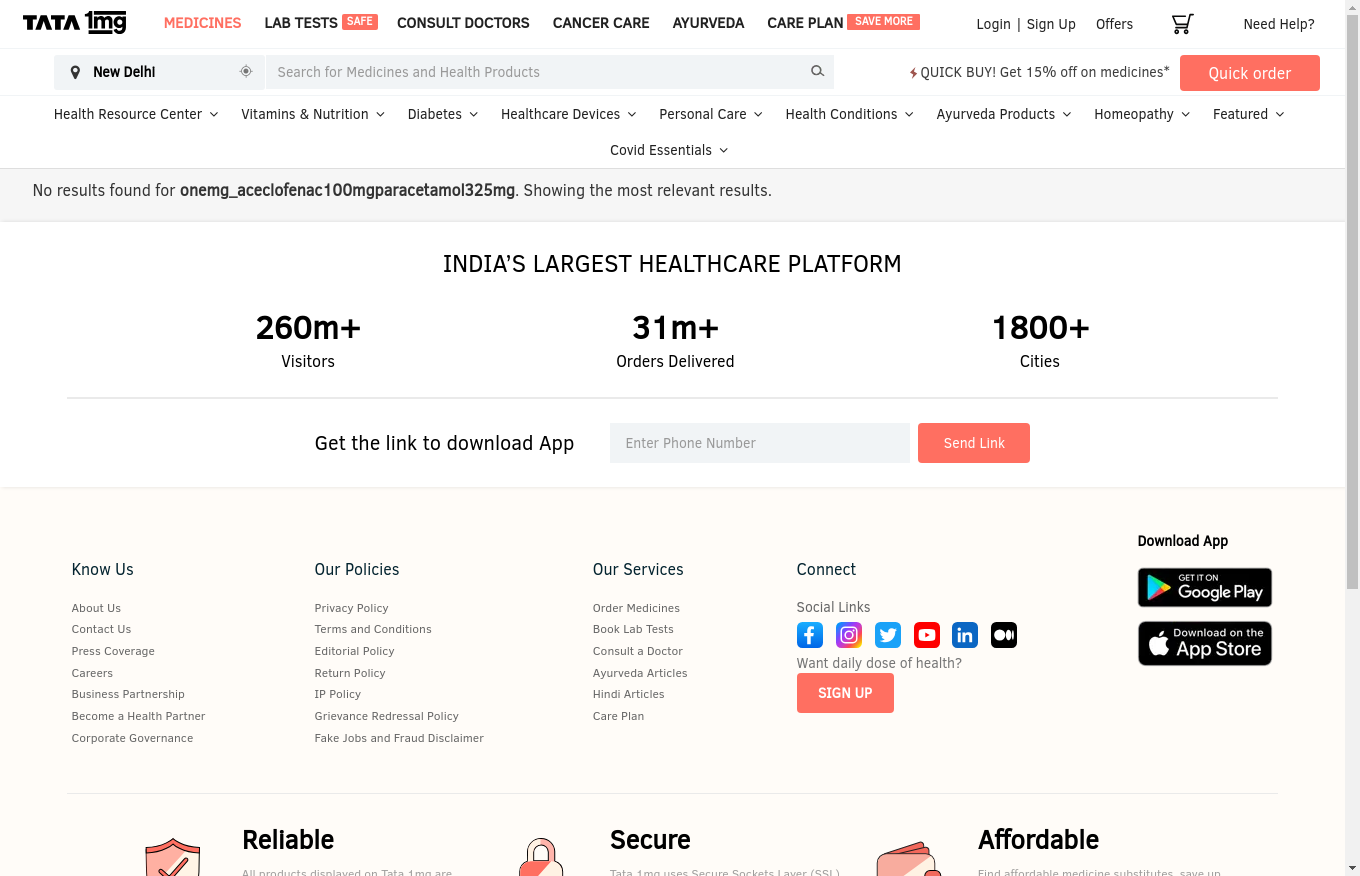 TATA 1mg MEDICINES LAB TESTS SAFE CONSULT DOCTORS CANCER CARE AYURVEDA CARE PLAN SAVE MORE Login | Sign Up Offers Need Help?
New Delhi Search for Medicines and Health Products QUICK BUY! Get 15% off on medicines* Quick order
Health Resource Center Vitamins & Nutrition Diabetes Healthcare Devices Personal Care Health Conditions Ayurveda Products Homeopathy Featured
Covid Essentials
No results found for onemg_aceclofenac100mgparacetamol325mg. Showing the most relevant results.
INDIA’S LARGEST HEALTHCARE PLATFORM
260m+ 31m+ 1800+
Visitors Orders Delivered Cities
Get the link to download App Enter Phone Number Send Link
Know Us
About Us
Contact Us
Press Coverage
Careers
Business Partnership
Become a Health Partner
Corporate Governance
Our Policies
Privacy Policy
Terms and Conditions
Editorial Policy
Return Policy
IP Policy
Grievance Redressal Policy
Fake Jobs and Fraud Disclaimer
Our Services
Order Medicines
Book Lab Tests
Consult a Doctor
Ayurveda Articles
Hindi Articles
Care Plan
Connect
Social Links
Want daily dose of health?
SIGN UP
Download App
GET IT ON
Google Play
Download on the
App Store
Reliable
All products displayed on Tata 1mg are
Secure
Tata 1mg uses Secure Sockets Layer (SSL)
Affordable
Find affordable medicine substitutes, save up